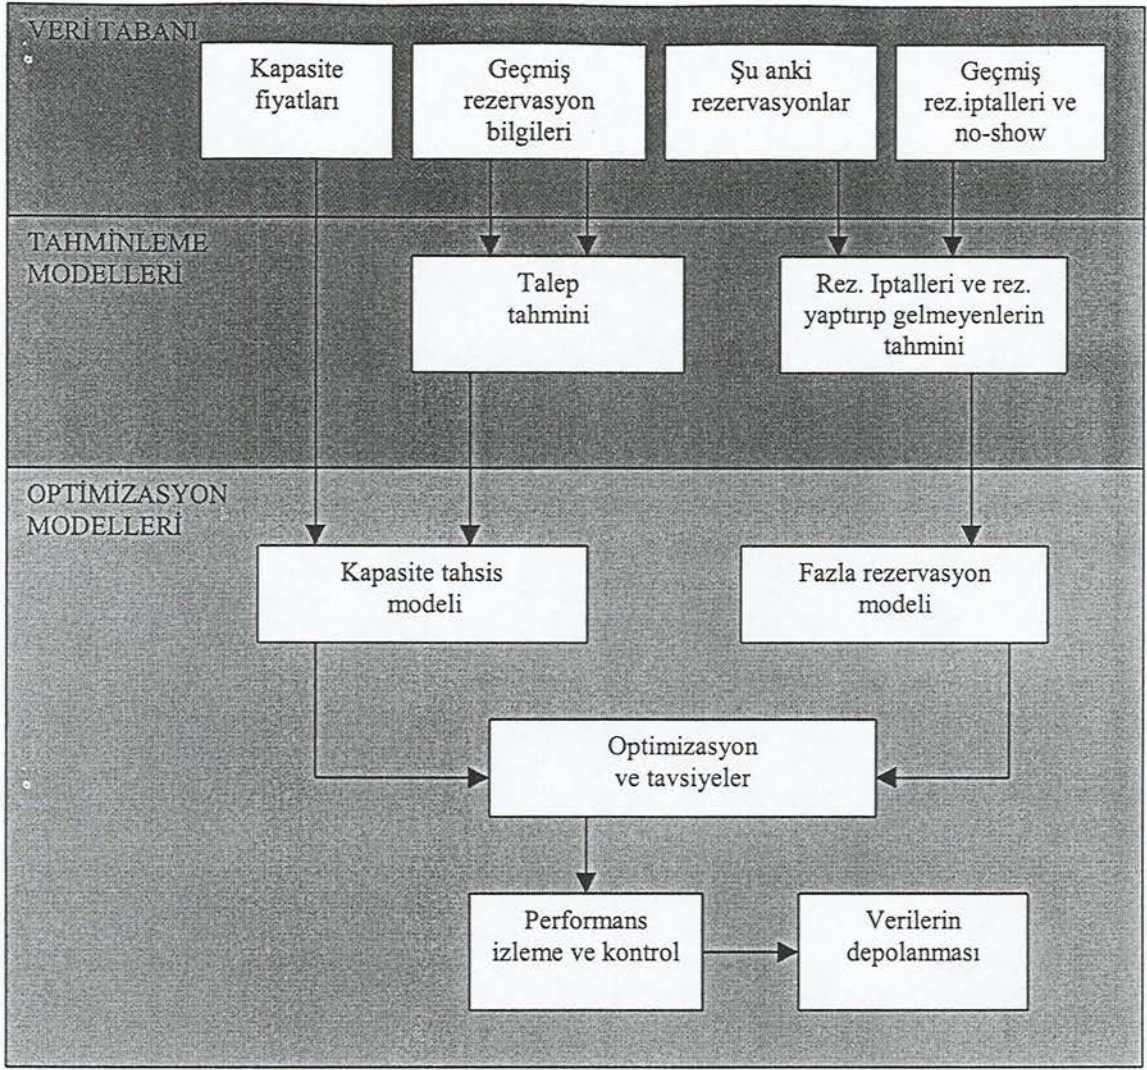 VERİ TABANI
Kapasite
fiyatları
Geçmiş
rezervasyon
bilgileri
Şu anki
rezervasyonlar
Geçmiş
rez.iptalleri ve
no-show
TAHMİNLEME
MODELLERİ
Talep
tahmini
Rez. Iptalleri ve rez.
yaptırıp gelmeyenlerin
tahmini
OPTİMİZASYON
MODELLERİ
Kapasite tahsis
modeli
Fazla rezervasyon
modeli
Optimizasyon
ve tavsiyeler
Performans
izleme ve kontrol
Verilerin
depolanması